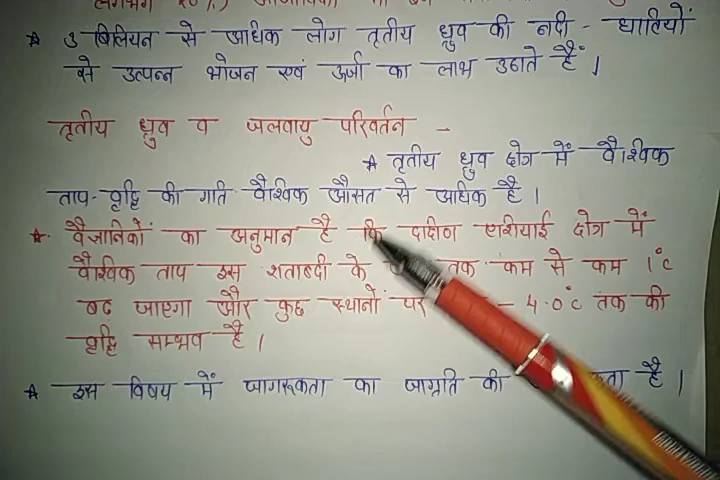 ★ 3 बिलियन से अधिक लोग तृतीय ध्रुव की नदी - घाटियों
से उत्पन्न भोजन एवं ऊर्जा का लाभ उठाते हैं।
तृतीय ध्रुव व जलवायु परिवर्तन -
★ तृतीय ध्रुव क्षेत्र में वैश्विक
ताप-वृद्धि की गति वैश्विक औसत से अधिक है।
★ वैज्ञानिकों का अनुमान है कि दक्षिण एशियाई क्षेत्र में
वैश्विक ताप इस शताब्दी के तक कम से कम 1°c
बढ़ जाएगा और कुछ स्थानों पर - 4.0°c तक की
वृद्धि सम्भव है।
★ इस विषय में जागरूकता का जाग्रति की है।